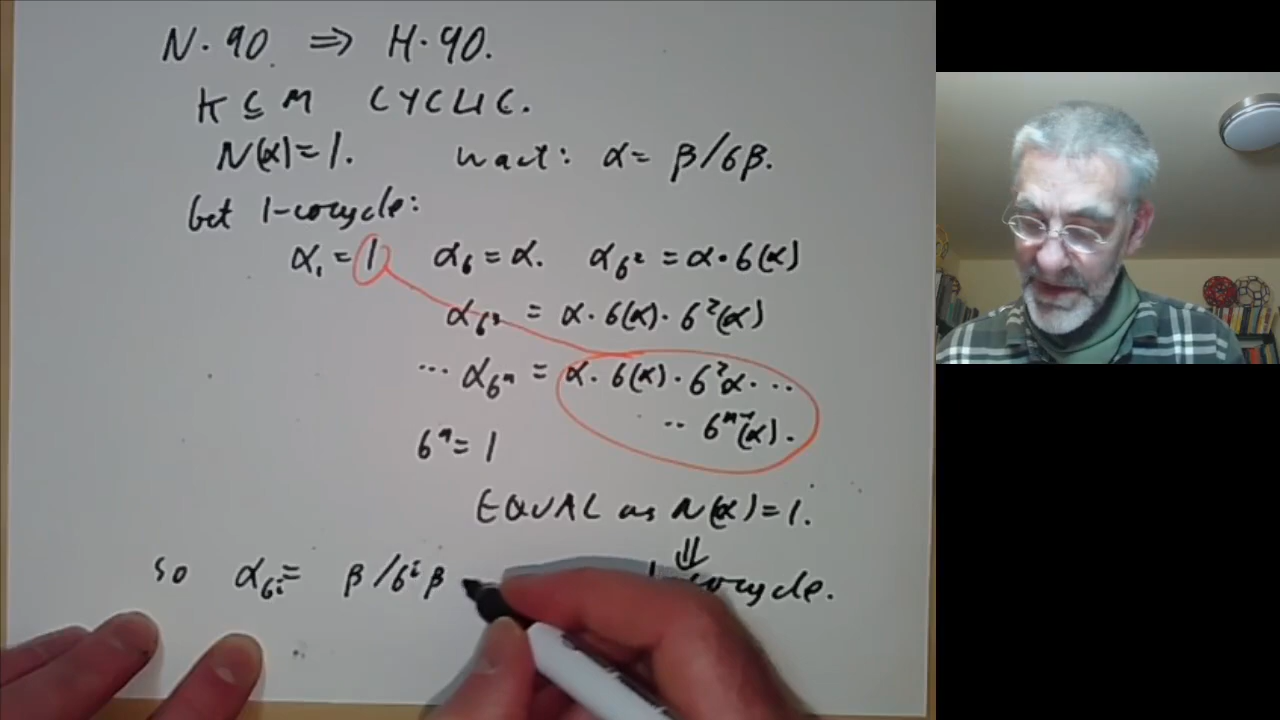 N.90 ⇒ H.90.
K ⊆ M CYCLIC.
N(α)=1. want: α= β/σβ.
Get 1-cocycle:
α₁ = 1 α_σ = α. α_σ² = α·σ(α)
α_σ³ = α·σ(α)·σ²(α)
... α_σⁿ = α·σ(α)·σ²α·...
.. σⁿ⁻¹(α).
σⁿ = 1
EQUAL as N(α)=1.
⇓
so α_σⁱ = β/σⁱβ 1-cocycle.